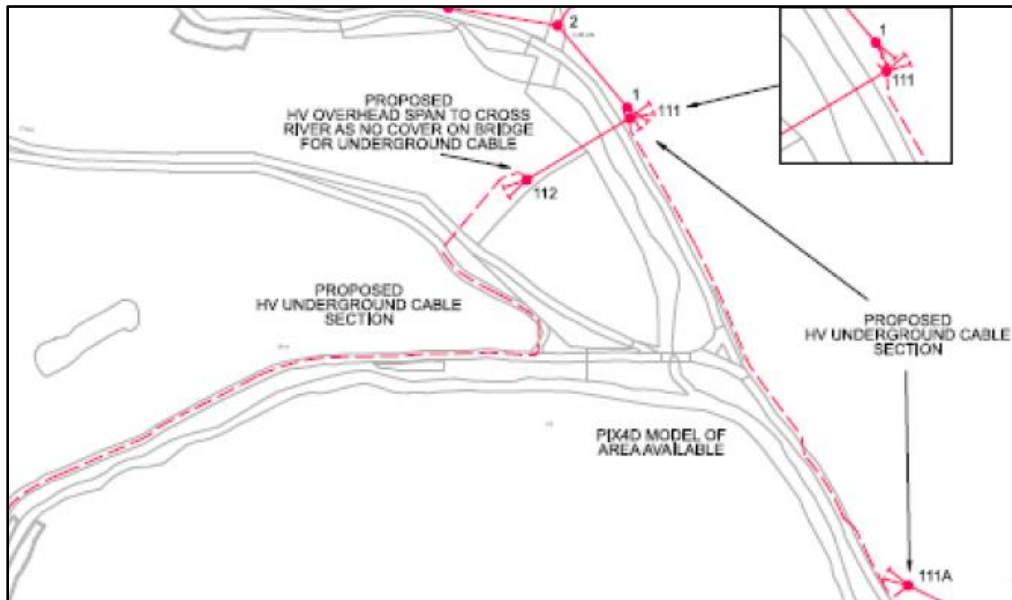 2
1
111
PROPOSED
HV OVERHEAD SPAN TO CROSS
RIVER AS NO COVER ON BRIDGE
FOR UNDERGROUND CABLE
112
1
111
PROPOSED
HV UNDERGROUND CABLE
SECTION
PROPOSED
HV UNDERGROUND CABLE
SECTION
PIX4D MODEL OF
AREA AVAILABLE
111A